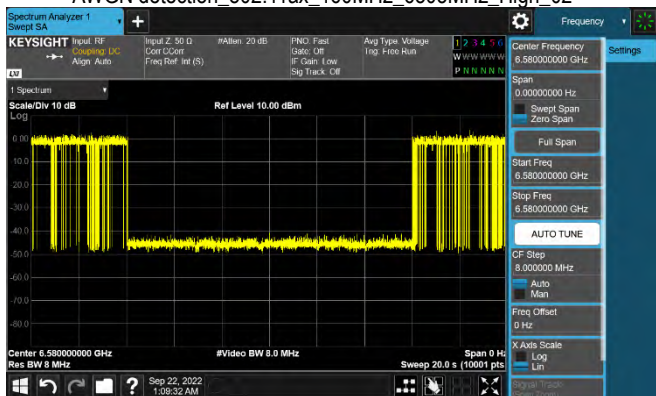 Spectrum Analyzer 1
Swept SA
+
Frequency
KEYSIGHT
Input: RF
Coupling: DC
Align: Auto
Input Z: 50 Ω
Corr CCorr
Freq Ref: Int (S)
#Atten: 20 dB
PNO: Fast
Gate: Off
IF Gain: Low
Sig Track: Off
Avg Type: Voltage
Trig: Free Run
1 2 3 4 5 6
W W W W W W
P N N N N N
LXI
Center Frequency
6.580000000 GHz
Settings
Span
0.00000000 Hz
Swept Span
Zero Span
Full Span
Start Freq
6.580000000 GHz
Stop Freq
6.580000000 GHz
AUTO TUNE
CF Step
8.000000 MHz
Auto
Man
Freq Offset
0 Hz
X Axis Scale
Log
Lin
Signal Track
1 Spectrum
Scale/Div 10 dB
Ref Level 10.00 dBm
Log
0.00
-10.0
-20.0
-30.0
-40.0
-50.0
-60.0
-70.0
-80.0
Center 6.580000000 GHz
Res BW 8 MHz
#Video BW 8.0 MHz
Span 0 Hz
Sweep 20.0 s (10001 pts
?
Sep 22, 2022
1:09:32 AM